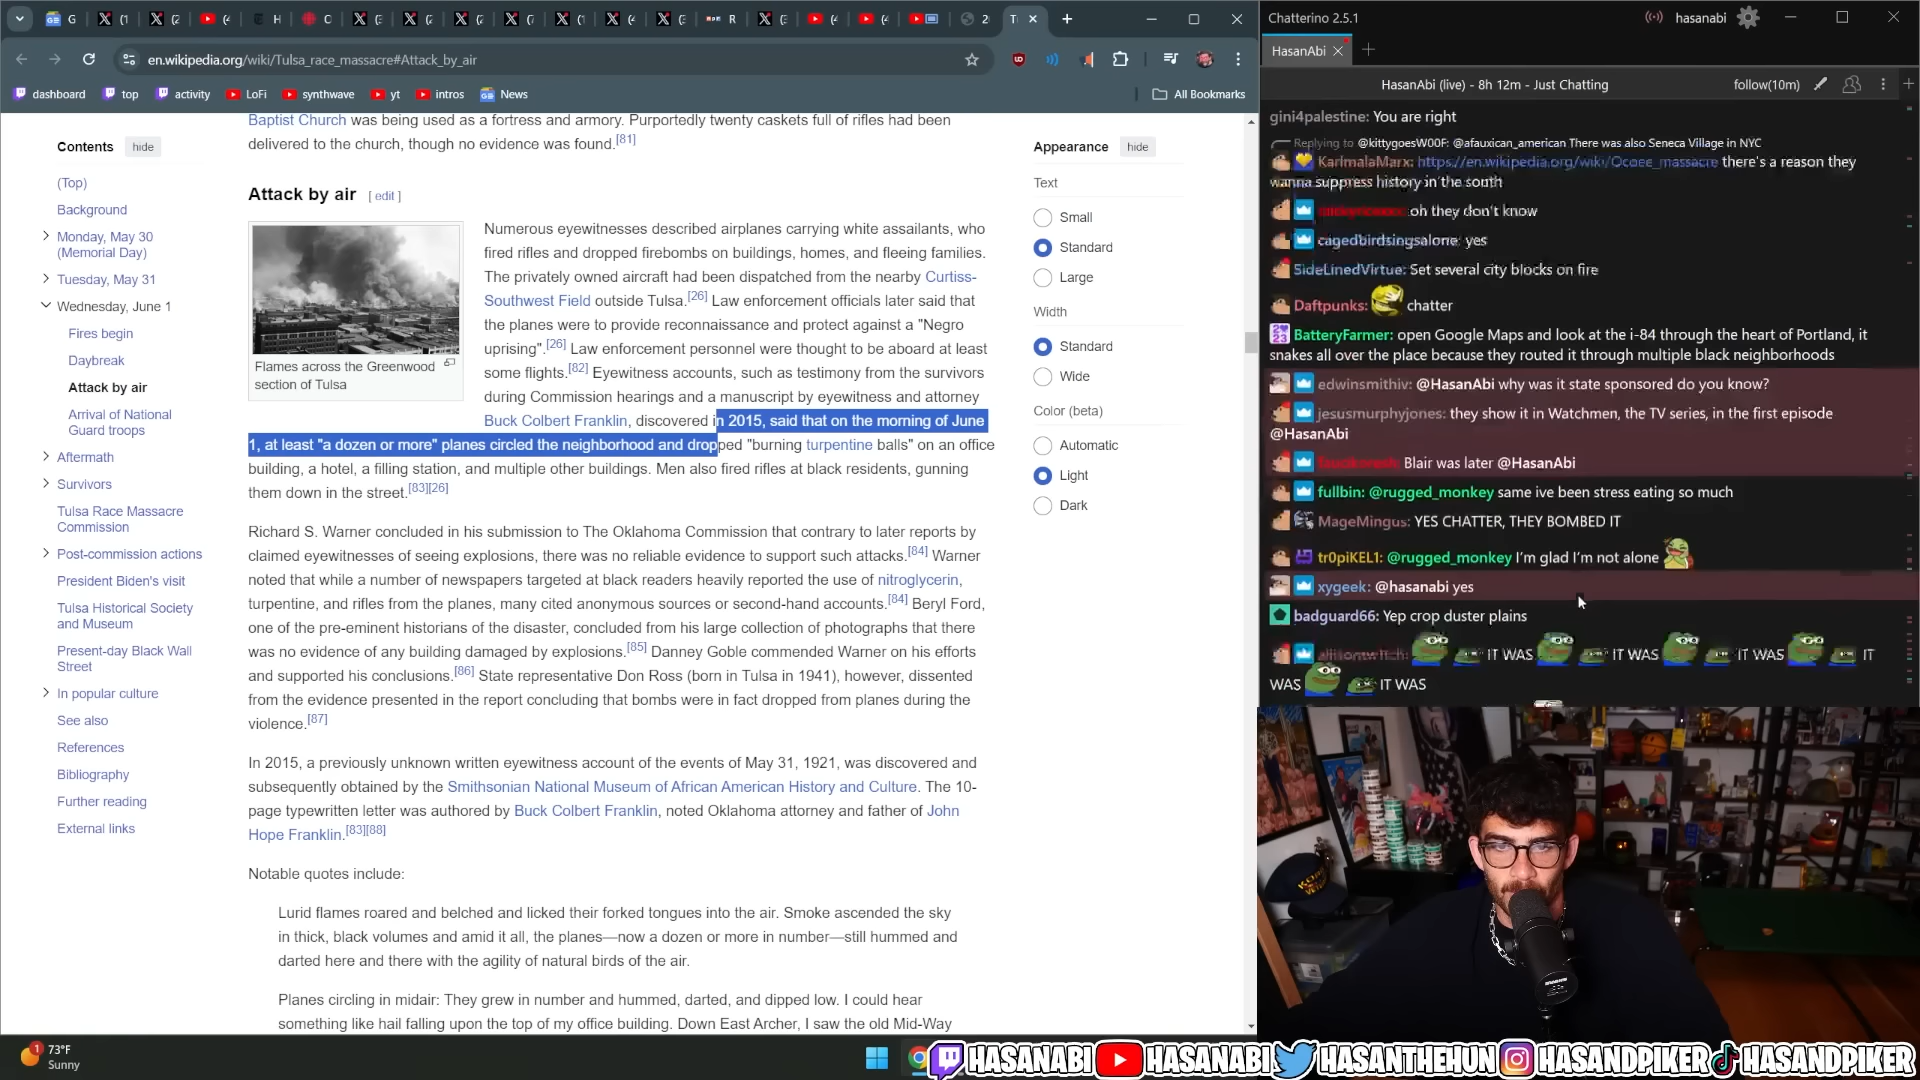 G
(1
(2
(4
H
C
(3
(2
(2
(7
(1
(4
(3
R
(3
(4
(4
2
T
Chatterino 2.5.1
hasanabi
en.wikipedia.org/wiki/Tulsa_race_massacre#Attack_by_air
HasanAbi
dashboard
top
activity
LoFi
synthwave
yt
intros
News
All Bookmarks
HasanAbi (live) - 8h 12m - Just Chatting
follow(10m)
Contents
hide
(Top)
Background
Monday, May 30
(Memorial Day)
Tuesday, May 31
Wednesday, June 1
Fires begin
Daybreak
Attack by air
Arrival of National
Guard troops
Aftermath
Survivors
Tulsa Race Massacre
Commission
Post-commission actions
President Biden's visit
Tulsa Historical Society
and Museum
Present-day Black Wall
Street
In popular culture
See also
References
Bibliography
Further reading
External links
Baptist Church was being used as a fortress and armory. Purportedly twenty caskets full of rifles had been
delivered to the church, though no evidence was found.[81]
Attack by air [ edit ]
Flames across the Greenwood
section of Tulsa
Numerous eyewitnesses described airplanes carrying white assailants, who
fired rifles and dropped firebombs on buildings, homes, and fleeing families.
The privately owned aircraft had been dispatched from the nearby Curtiss-
Southwest Field outside Tulsa.[26] Law enforcement officials later said that
the planes were to provide reconnaissance and protect against a "Negro
uprising".[26] Law enforcement personnel were thought to be aboard at least
some flights.[82] Eyewitness accounts, such as testimony from the survivors
during Commission hearings and a manuscript by eyewitness and attorney
Buck Colbert Franklin, discovered in 2015, said that on the morning of June
1, at least "a dozen or more" planes circled the neighborhood and dropped "burning turpentine balls" on an office
building, a hotel, a filling station, and multiple other buildings. Men also fired rifles at black residents, gunning
them down in the street.[83][26]
Richard S. Warner concluded in his submission to The Oklahoma Commission that contrary to later reports by
claimed eyewitnesses of seeing explosions, there was no reliable evidence to support such attacks.[84] Warner
noted that while a number of newspapers targeted at black readers heavily reported the use of nitroglycerin,
turpentine, and rifles from the planes, many cited anonymous sources or second-hand accounts.[84] Beryl Ford,
one of the pre-eminent historians of the disaster, concluded from his large collection of photographs that there
was no evidence of any building damaged by explosions.[85] Danney Goble commended Warner on his efforts
and supported his conclusions.[86] State representative Don Ross (born in Tulsa in 1941), however, dissented
from the evidence presented in the report concluding that bombs were in fact dropped from planes during the
violence.[87]
In 2015, a previously unknown written eyewitness account of the events of May 31, 1921, was discovered and
subsequently obtained by the Smithsonian National Museum of African American History and Culture. The 10-
page typewritten letter was authored by Buck Colbert Franklin, noted Oklahoma attorney and father of John
Hope Franklin.[83][88]
Notable quotes include:
Lurid flames roared and belched and licked their forked tongues into the air. Smoke ascended the sky
in thick, black volumes and amid it all, the planes—now a dozen or more in number—still hummed and
darted here and there with the agility of natural birds of the air.
Planes circling in midair: They grew in number and hummed, darted, and dipped low. I could hear
something like hail falling upon the top of my office building. Down East Archer, I saw the old Mid-Way
Appearance
hide
Text
Small
Standard
Large
Width
Standard
Wide
Color (beta)
Automatic
Light
Dark
gini4palestine: You are right
Replying to @kittygoesW00F: @afauxican_american There was also Seneca Village in NYC
KarlmalaMarx: https://en.wikipedia.org/wiki/Ocoee_massacre there's a reason they
wanna suppress history in the south
oh they don't know
cagedbirdsingsalone: yes
SideLinedVirtue: Set several city blocks on fire
Daftpunks: chatter
BatteryFarmer: open Google Maps and look at the i-84 through the heart of Portland, it
snakes all over the place because they routed it through multiple black neighborhoods
edwinsmithiv: @HasanAbi why was it state sponsored do you know?
jesusmurphyjones: they show it in Watchmen, the TV series, in the first episode
@HasanAbi
Blair was later @HasanAbi
fullbin: @rugged_monkey same ive been stress eating so much
MageMingus: YES CHATTER, THEY BOMBED IT
tr0piKEL1: @rugged_monkey I'm glad I'm not alone
xygeek: @hasanabi yes
badguard66: Yep crop duster plains
IT WAS IT WAS IT WAS IT
WAS IT WAS
1
73°F
Sunny
HASANABI HASANABI HASANTHEHUN HASANDPIKER HASANDPIKER